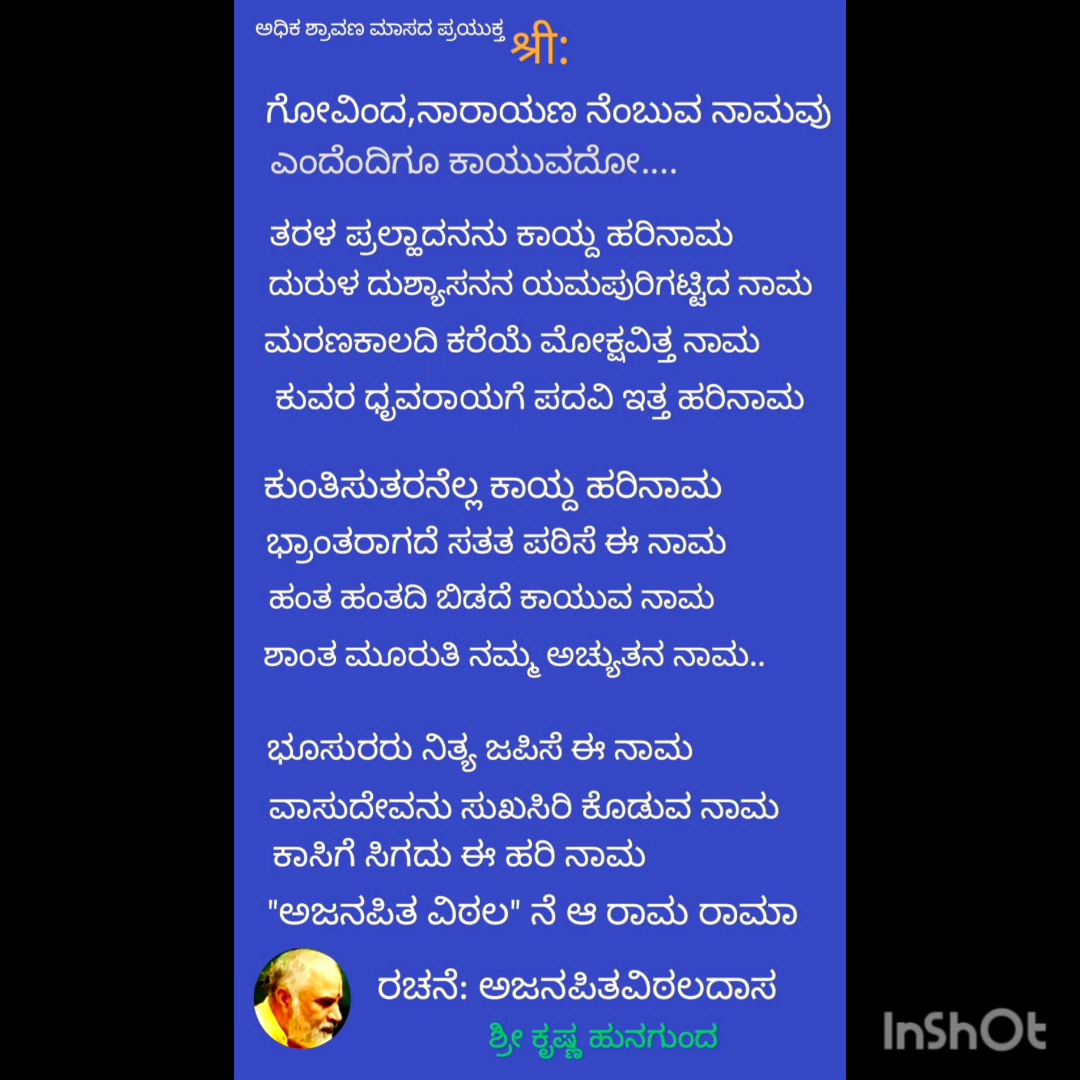 ಅಧಿಕ ಶ್ರಾವಣ ಮಾಸದ ಪ್ರಯುಕ್ತ
श्री:
ಗೋವಿಂದ,ನಾರಾಯಣ ನೆಂಬುವ ನಾಮವು
ಎಂದೆಂದಿಗೂ ಕಾಯುವದೋ....
ತರಳ ಪ್ರಲ್ಹಾದನನು ಕಾಯ್ದ ಹರಿನಾಮ
ದುರುಳ ದುಶ್ಯಾಸನನ ಯಮಪುರಿಗಟ್ಟಿದ ನಾಮ
ಮರಣಕಾಲದಿ ಕರೆಯೆ ಮೋಕ್ಷವಿತ್ತ ನಾಮ
ಕುವರ ಧೃವರಾಯಗೆ ಪದವಿ ಇತ್ತ ಹರಿನಾಮ
ಕುಂತಿಸುತರನೆಲ್ಲ ಕಾಯ್ದ ಹರಿನಾಮ
ಭ್ರಾಂತರಾಗದೆ ಸತತ ಪಠಿಸೆ ಈ ನಾಮ
ಹಂತ ಹಂತದಿ ಬಿಡದೆ ಕಾಯುವ ನಾಮ
ಶಾಂತ ಮೂರುತಿ ನಮ್ಮ ಅಚ್ಯುತನ ನಾಮ..
ಭೂಸುರರು ನಿತ್ಯ ಜಪಿಸೆ ಈ ನಾಮ
ವಾಸುದೇವನು ಸುಖಸಿರಿ ಕೊಡುವ ನಾಮ
ಕಾಸಿಗೆ ಸಿಗದು ಈ ಹರಿ ನಾಮ
"ಅಜನಪಿತ ವಿಠಲ" ನೆ ಆ ರಾಮ ರಾಮಾ
ರಚನೆ: ಅಜನಪಿತವಿಠಲದಾಸ
ಶ್ರೀ ಕೃಷ್ಣ ಹುನಗುಂದ
InShOt